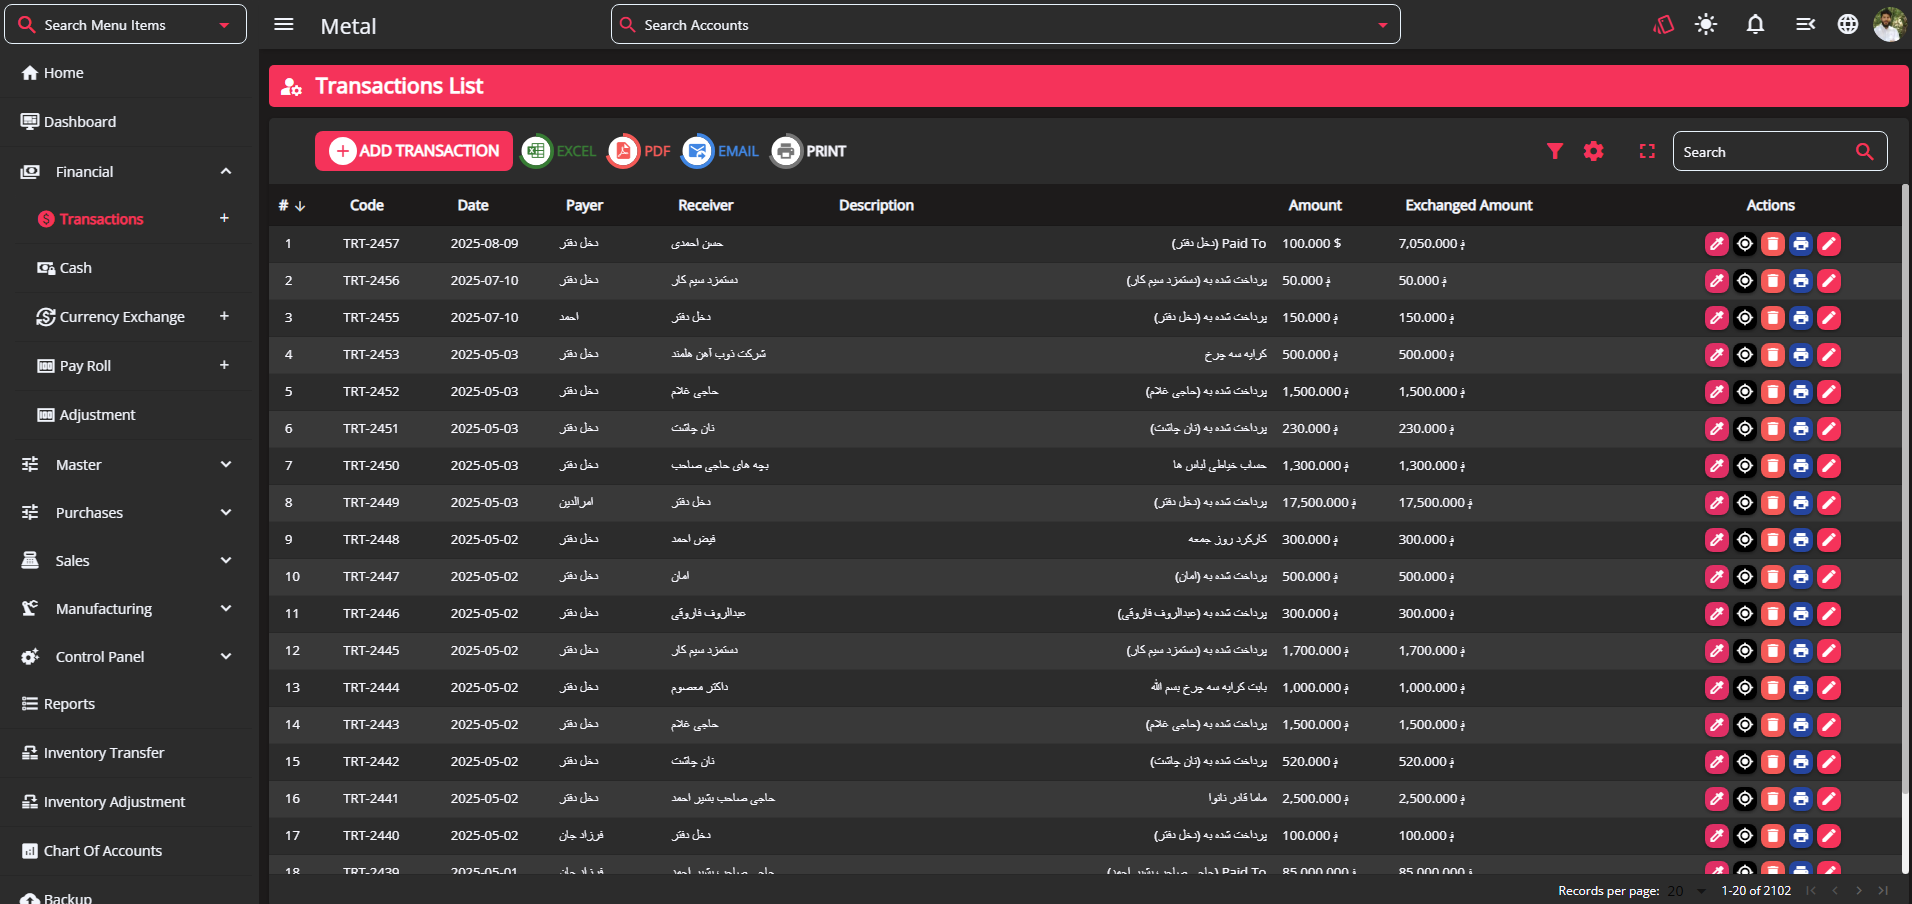 Search Menu Items
Metal
Search Accounts
Home
Dashboard
Financial
Transactions
Cash
Currency Exchange
Pay Roll
Adjustment
Master
Purchases
Sales
Manufacturing
Control Panel
Reports
Inventory Transfer
Inventory Adjustment
Chart Of Accounts
Backup
Transactions List
ADD TRANSACTION EXCEL PDF EMAIL PRINT Search
# Code Date Payer Receiver Description Amount Exchanged Amount Actions
1 TRT-2457 2025-08-09 دخل دفتر حسن احمدی Paid To (دخل دفتر) 100.000 $ 7,050.000 ؋
2 TRT-2456 2025-07-10 دخل دفتر دستمزد سیم کار پرداخت شده به (دستمزد سیم کار) 50.000 ؋ 50.000 ؋
3 TRT-2455 2025-07-10 احمد دخل دفتر پرداخت شده به (دخل دفتر) 150.000 ؋ 150.000 ؋
4 TRT-2453 2025-05-03 دخل دفتر شرکت ذوب آهن هلمند کرایه سه چرخ 500.000 ؋ 500.000 ؋
5 TRT-2452 2025-05-03 دخل دفتر حاجی غلام پرداخت شده به (حاجی غلام) 1,500.000 ؋ 1,500.000 ؋
6 TRT-2451 2025-05-03 دخل دفتر نان چاشت پرداخت شده به (نان چاشت) 230.000 ؋ 230.000 ؋
7 TRT-2450 2025-05-03 دخل دفتر بچه های حاجی صاحب حساب خیاطی لباس ها 1,300.000 ؋ 1,300.000 ؋
8 TRT-2449 2025-05-03 امرالدین دخل دفتر پرداخت شده به (دخل دفتر) 17,500.000 ؋ 17,500.000 ؋
9 TRT-2448 2025-05-02 دخل دفتر فیض احمد کارکرد روز جمعه 300.000 ؋ 300.000 ؋
10 TRT-2447 2025-05-02 دخل دفتر امان پرداخت شده به (امان) 500.000 ؋ 500.000 ؋
11 TRT-2446 2025-05-02 دخل دفتر عبدالروف فاروقی پرداخت شده به (عبدالروف فاروقی) 300.000 ؋ 300.000 ؋
12 TRT-2445 2025-05-02 دخل دفتر دستمزد سیم کار پرداخت شده به (دستمزد سیم کار) 1,700.000 ؋ 1,700.000 ؋
13 TRT-2444 2025-05-02 دخل دفتر داکتر معصوم بابت کرایه سه چرخ بسم الله 1,000.000 ؋ 1,000.000 ؋
14 TRT-2443 2025-05-02 دخل دفتر حاجی غلام پرداخت شده به (حاجی غلام) 1,500.000 ؋ 1,500.000 ؋
15 TRT-2442 2025-05-02 دخل دفتر نان چاشت پرداخت شده به (نان چاشت) 520.000 ؋ 520.000 ؋
16 TRT-2441 2025-05-02 دخل دفتر حاجی صاحب بشیر احمد ماما قادر نانوا 2,500.000 ؋ 2,500.000 ؋
17 TRT-2440 2025-05-02 فرزاد جان دخل دفتر پرداخت شده به (دخل دفتر) 100.000 ؋ 100.000 ؋
18 TRT-2439 2025-05-01 فرزاد جان حاجی صاحب بشیر احمد Paid To (حاجی صاحب بشیر احمد) 85,000.000 ؋ 85,000.000 ؋
Records per page: 20 1-20 of 2102